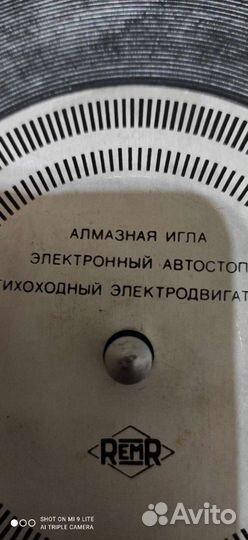 АЛМАЗНАЯ ИГЛА
ЭЛЕКТРОННЫЙ АВТОСТОП
ТИХОХОДНЫЙ ЭЛЕКТРОДВИГАТ
REMR
SHOT ON MI 9 LITE
AI TRIPLE CAMERA
Avito